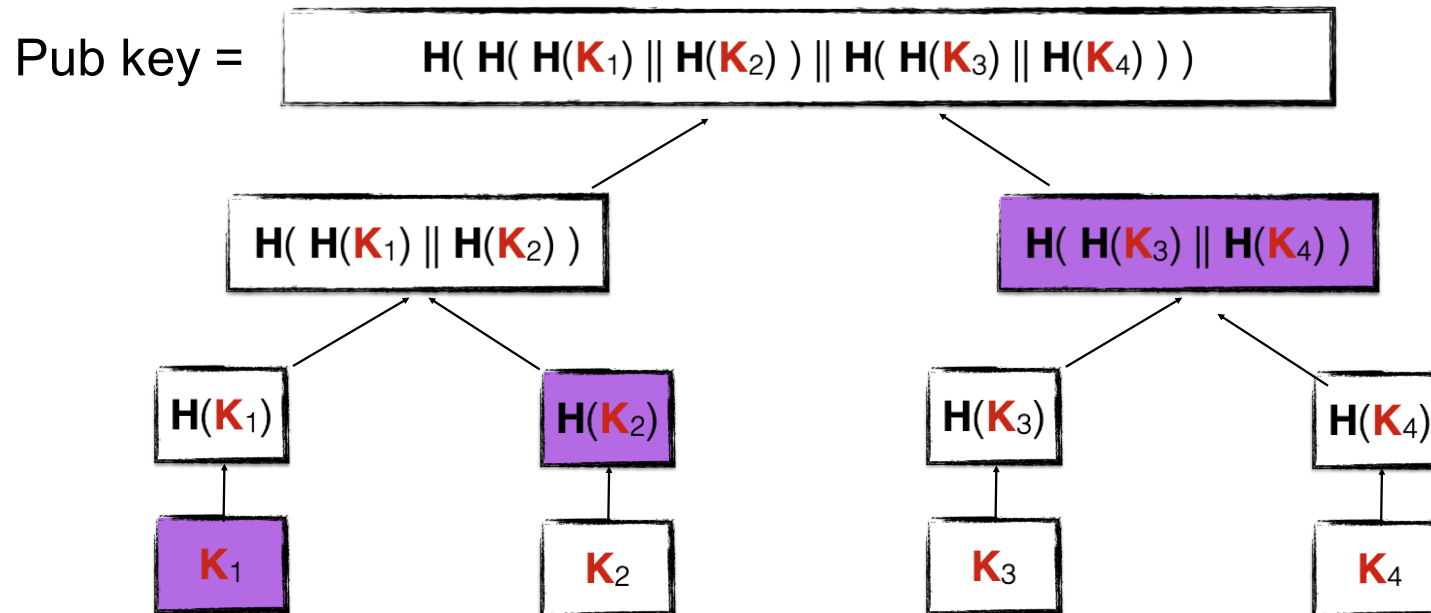 Pub key = H( H( H(K₁) || H(K₂) ) || H( H(K₃) || H(K₄) ) )
H( H(K₁) || H(K₂) ) H( H(K₃) || H(K₄) )
H(K₁) H(K₂) H(K₃) H(K₄)
K₁ K₂ K₃ K₄